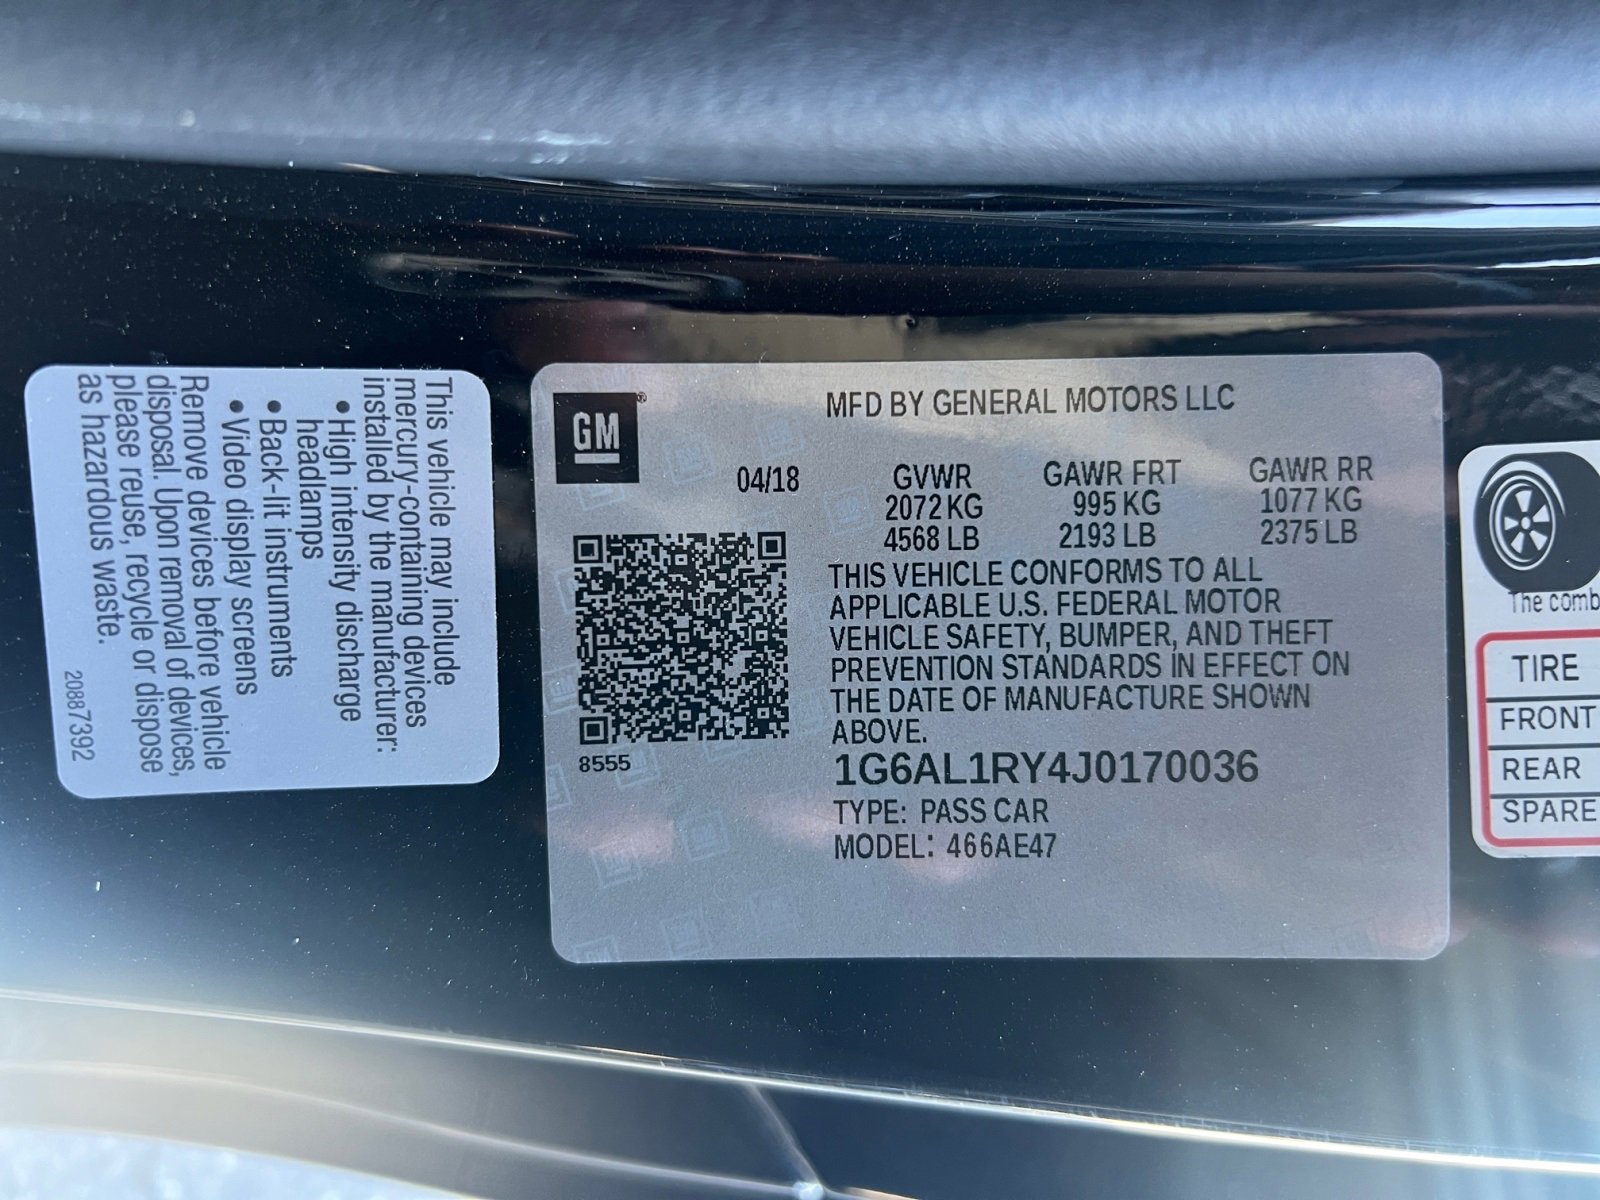 This vehicle may include
mercury-containing devices
installed by the manufacturer:
•High intensity discharge
headlamps
•Back-lit instruments
•Video display screens
Remove devices before vehicle
disposal. Upon removal of devices,
please reuse, recycle or dispose
as hazardous waste.
20887392
GM®
MFD BY GENERAL MOTORS LLC
04/18 GVWR GAWR FRT GAWR RR
2072 KG 995 KG 1077 KG
4568 LB 2193 LB 2375 LB
THIS VEHICLE CONFORMS TO ALL
APPLICABLE U.S. FEDERAL MOTOR
VEHICLE SAFETY, BUMPER, AND THEFT
PREVENTION STANDARDS IN EFFECT ON
THE DATE OF MANUFACTURE SHOWN
ABOVE.
8555
1G6AL1RY4J0170036
TYPE: PASS CAR
MODEL: 466AE47
The comb
TIRE
FRONT
REAR
SPARE